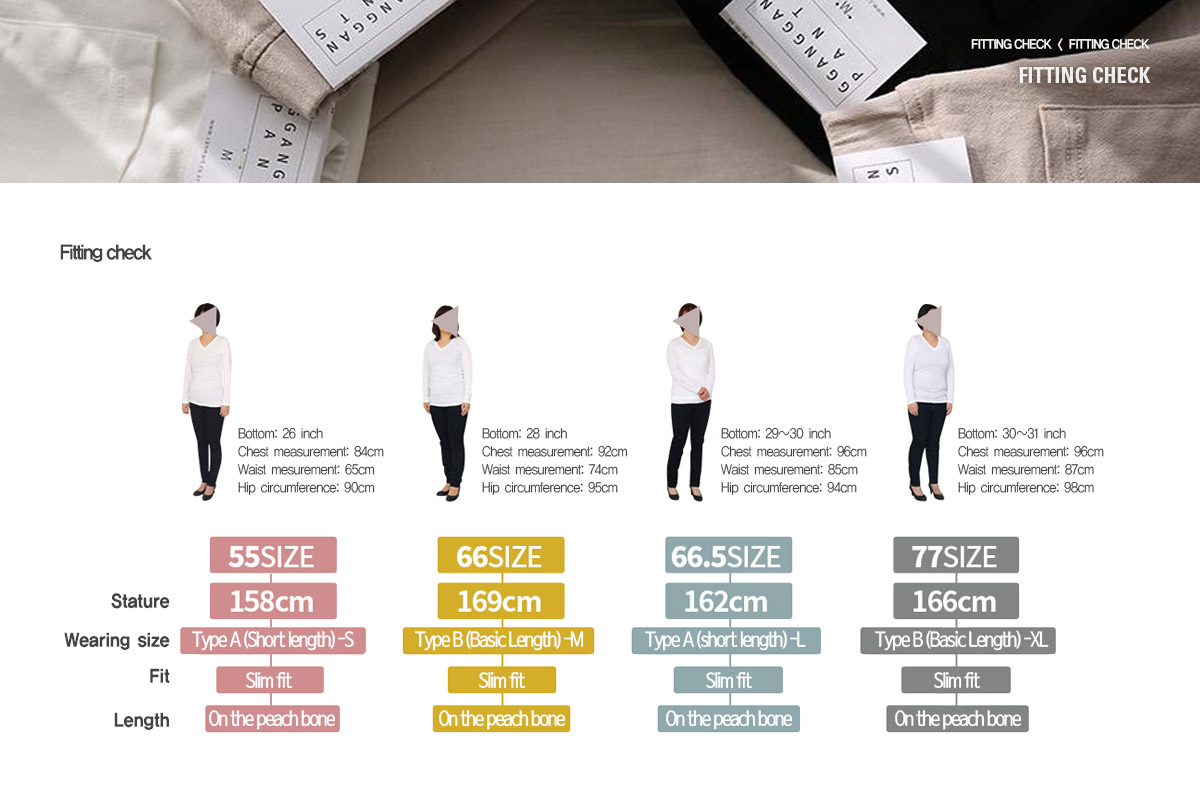 GGANGGAN
P A N T S
GGANGGAN
P A N T
"M"
GGANG
P A
M
S
N
FITTING CHECK < FITTING CHECK
FITTING CHECK
Fitting check
Bottom: 26 inch
Chest measurement: 84cm
Waist mesurement: 65cm
Hip circumference: 90cm
Bottom: 28 inch
Chest measurement: 92cm
Waist mesurement: 74cm
Hip circumference: 95cm
Bottom: 29~30 inch
Chest measurement: 96cm
Waist mesurement: 85cm
Hip circumference: 94cm
Bottom: 30~31 inch
Chest measurement: 96cm
Waist mesurement: 87cm
Hip circumference: 98cm
55SIZE 66SIZE 66.5SIZE 77SIZE
Stature 158cm 169cm 162cm 166cm
Wearing size Type A (Short length) -S Type B (Basic Length) -M Type A (short length) -L Type B (Basic Length) -XL
Fit Slim fit Slim fit Slim fit Slim fit
Length On the peach bone On the peach bone On the peach bone On the peach bone